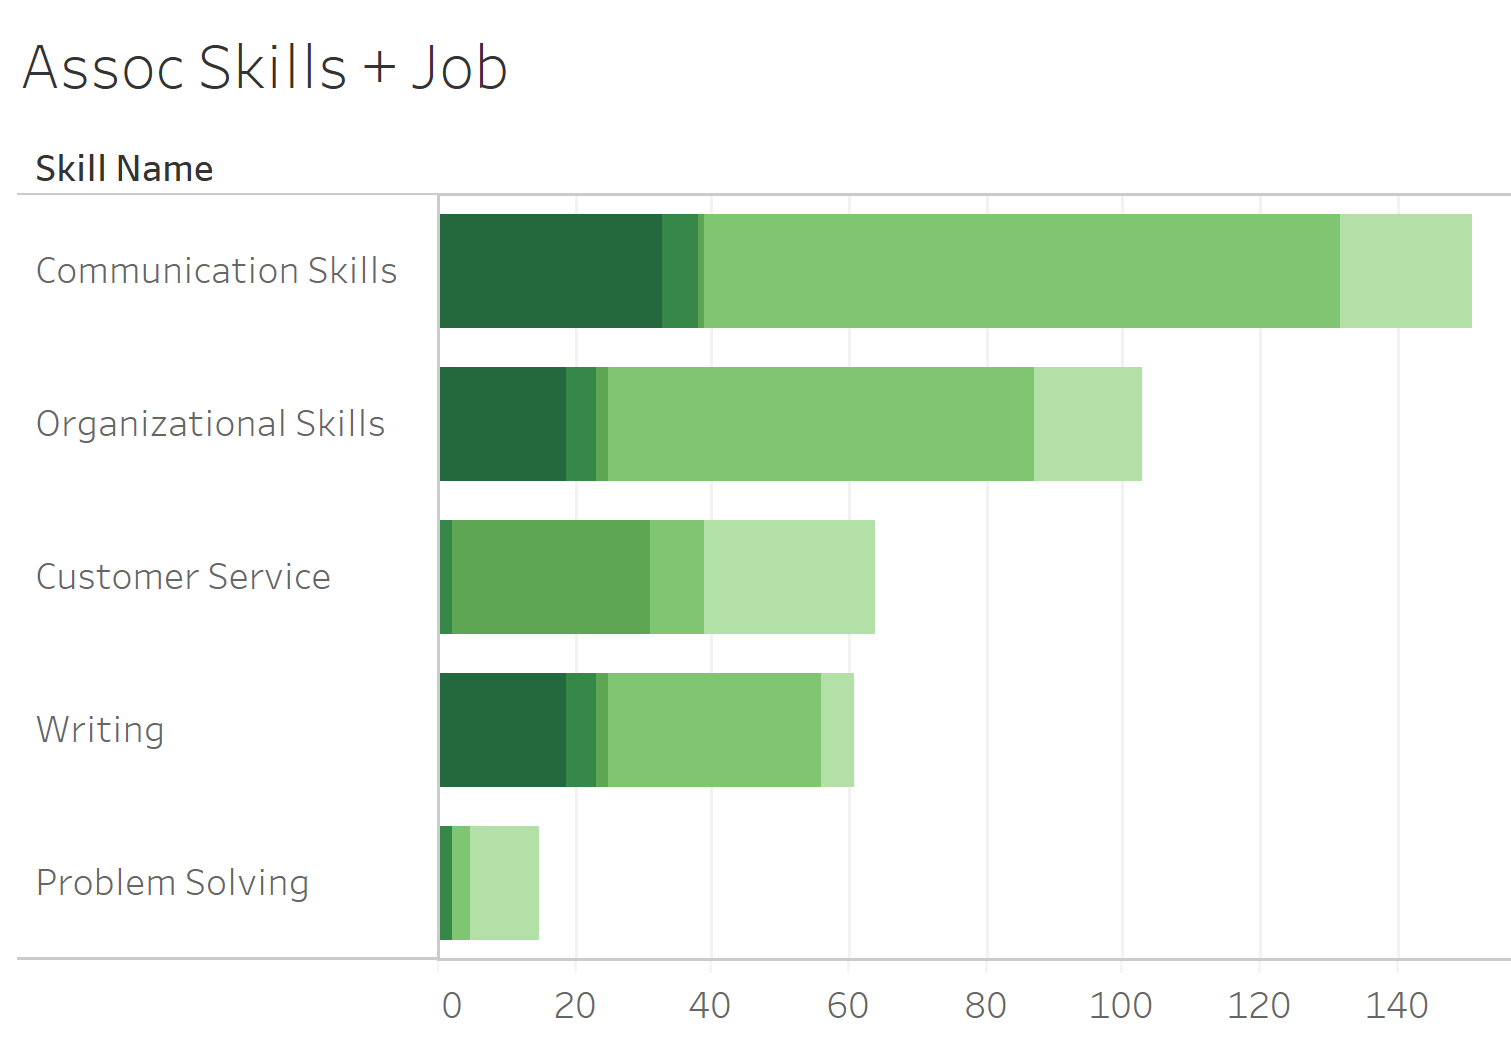 Assoc Skills + Job
Skill Name
Communication Skills
Organizational Skills
Customer Service
Writing
Problem Solving
0 20 40 60 80 100 120 140